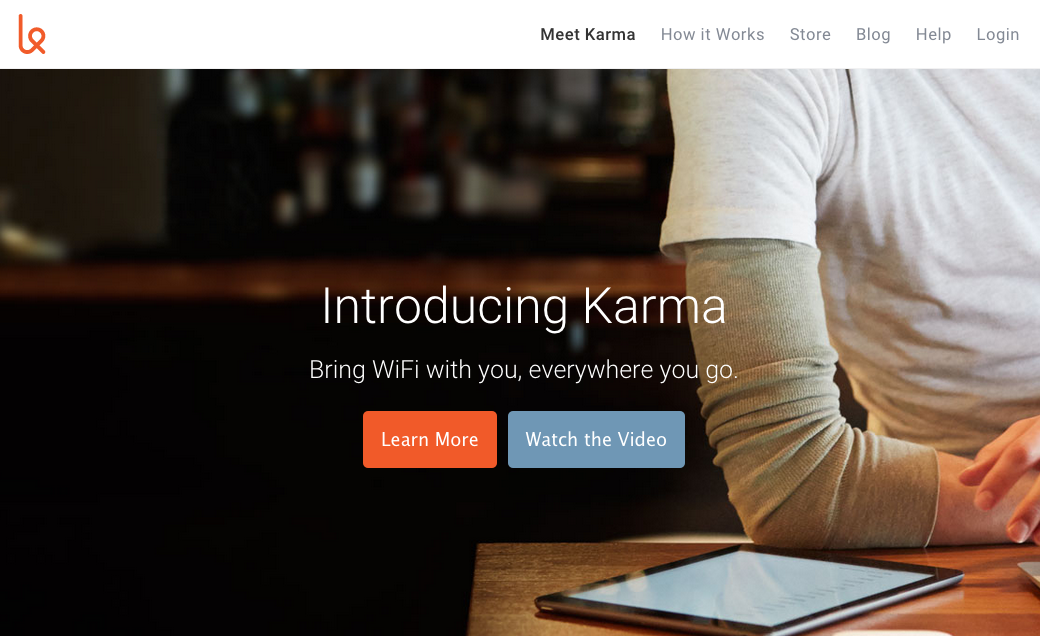 Meet Karma How it Works Store Blog Help Login
Introducing Karma
Bring WiFi with you, everywhere you go.
Learn More Watch the Video